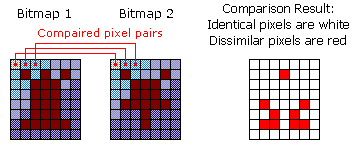 Bitmap 1
Bitmap 2
Compaired pixel pairs
Comparison Result:
Identical pixels are white
Dissimilar pixels are red